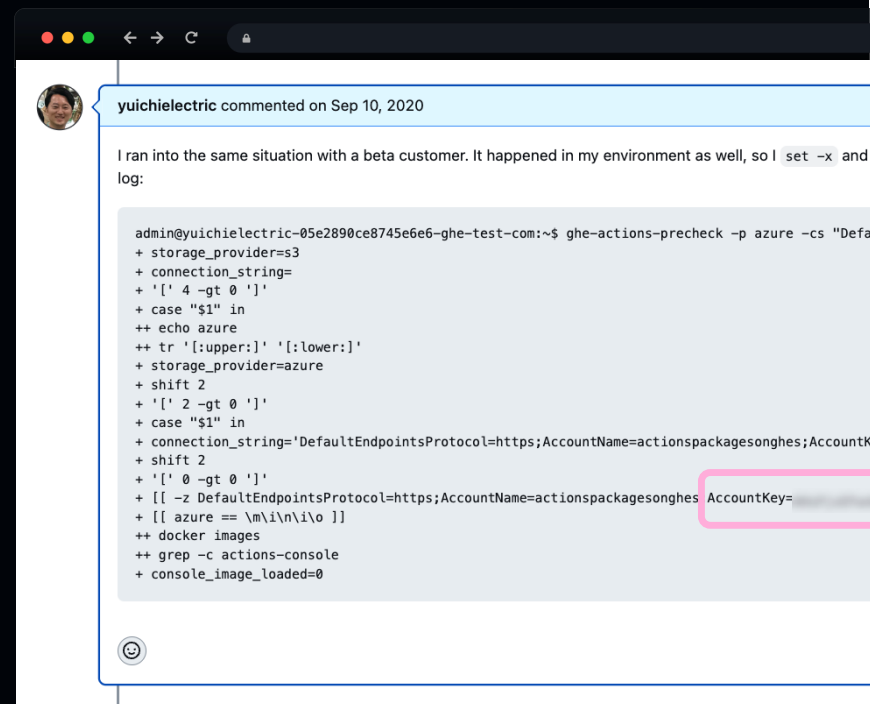 yuichielectric commented on Sep 10, 2020
I ran into the same situation with a beta customer. It happened in my environment as well, so I set -x and
log:
admin@yuichielectric-05e2890ce8745e6e6-ghe-test-com:~$ ghe-actions-precheck -p azure -cs "Defa
+ storage_provider=s3
+ connection_string=
+ '[' 4 -gt 0 ']'
+ case "$1" in
++ echo azure
++ tr '[:upper:]' '[:lower:]'
+ storage_provider=azure
+ shift 2
+ '[' 2 -gt 0 ']'
+ case "$1" in
+ connection_string='DefaultEndpointsProtocol=https;AccountName=actionspackagesonghes;AccountK
+ shift 2
+ '[' 0 -gt 0 ']'
+ [[ -z DefaultEndpointsProtocol=https;AccountName=actionspackagesonghes AccountKey=
+ [[ azure == \m\i\n\i\o ]]
++ docker images
++ grep -c actions-console
+ console_image_loaded=0